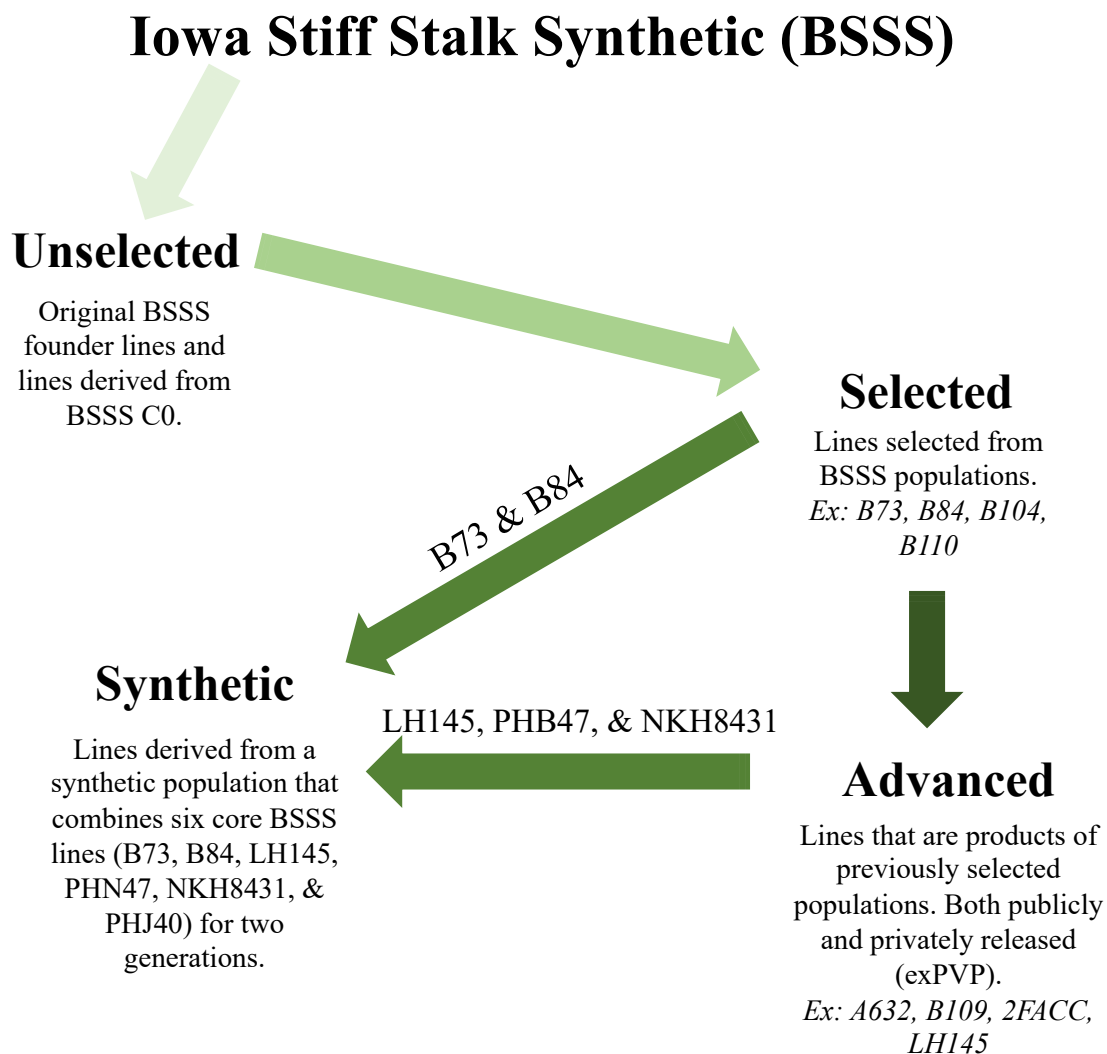 Iowa Stiff Stalk Synthetic (BSSS)
Unselected
Original BSSS
founder lines and
lines derived from
BSSS C0.
Selected
Lines selected from
BSSS populations.
Ex: B73, B84, B104,
B110
B73 & B84
Synthetic
Lines derived from a
synthetic population that
combines six core BSSS
lines (B73, B84, LH145,
PHN47, NKH8431, &
PHJ40) for two
generations.
LH145, PHB47, & NKH8431
Advanced
Lines that are products of
previously selected
populations. Both publicly
and privately released
(exPVP).
Ex: A632, B109, 2FACC,
LH145